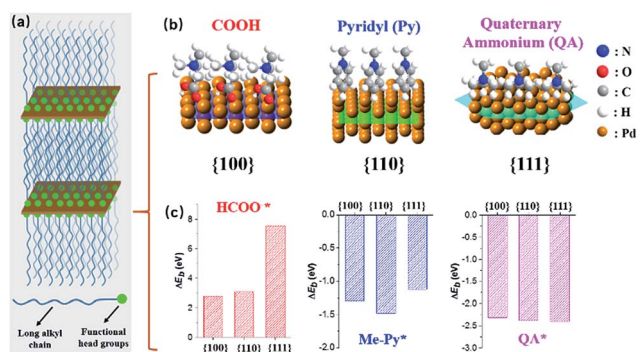 (a)
Long alkyl
chain
Functional
head groups
(b)
COOH
Pyridyl (Py)
Quaternary
Ammonium (QA)
: N
: O
: C
: H
: Pd
{100}
{110}
{111}
(c)
HCOO *
ΔE_b (eV)
8
6
4
2
0
{100}
{110}
{111}
{100}
{110}
{111}
ΔE_b (eV)
0.0
-0.5
-1.0
-1.5
-2.0
Me-Py*
{100}
{110}
{111}
ΔE_b (eV)
0.0
-0.5
-1.0
-1.5
-2.0
-2.5
-3.0
QA*